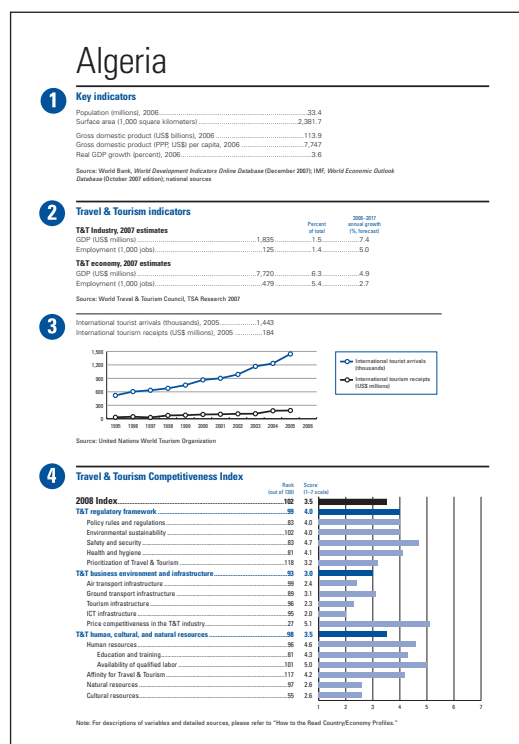 Algeria
1 Key indicators
Population (millions), 2006 33.4
Surface area (1,000 square kilometers) 2,381.7
Gross domestic product (US$ billions), 2006 113.9
Gross domestic product (PPP, US$) per capita, 2006 7,747
Real GDP growth (percent), 2006 3.6
Source: World Bank, World Development Indicators Online Database (December 2007); IMF, World Economic Outlook
Database (October 2007 edition); national sources
2 Travel & Tourism indicators
2008–2017
Percent annual growth
T&T Industry, 2007 estimates of total (%, forecast)
GDP (US$ millions) 1,835 1.5 7.4
Employment (1,000 jobs) 125 1.4 5.0
T&T economy, 2007 estimates
GDP (US$ millions) 7,720 6.3 4.9
Employment (1,000 jobs) 479 5.4 2.7
Source: World Travel & Tourism Council, TSA Research 2007
3 International tourist arrivals (thousands), 2005 1,443
International tourism receipts (US$ millions), 2005 184
1,500
1,200
900
600
300
0
1995 1996 1997 1998 1999 2000 2001 2002 2003 2004 2005 2006
International tourist arrivals
(thousands)
International tourism receipts
(US$ millions)
Source: United Nations World Tourism Organization
4 Travel & Tourism Competitiveness Index
Rank Score
(out of 130) (1–7 scale)
2008 Index 102 3.5
T&T regulatory framework 99 4.0
Policy rules and regulations 83 4.0
Environmental sustainability 102 4.0
Safety and security 83 4.7
Health and hygiene 81 4.1
Prioritization of Travel & Tourism 118 3.2
T&T business environment and infrastructure 93 3.0
Air transport infrastructure 99 2.4
Ground transport infrastructure 89 3.1
Tourism infrastructure 96 2.3
ICT infrastructure 95 2.0
Price competitiveness in the T&T industry 27 5.1
T&T human, cultural, and natural resources 98 3.5
Human resources 96 4.6
Education and training 81 4.3
Availability of qualified labor 101 5.0
Affinity for Travel & Tourism 117 4.2
Natural resources 97 2.6
Cultural resources 55 2.6
1 2 3 4 5 6 7
Note: For descriptions of variables and detailed sources, please refer to “How to the Read Country/Economy Profiles.”